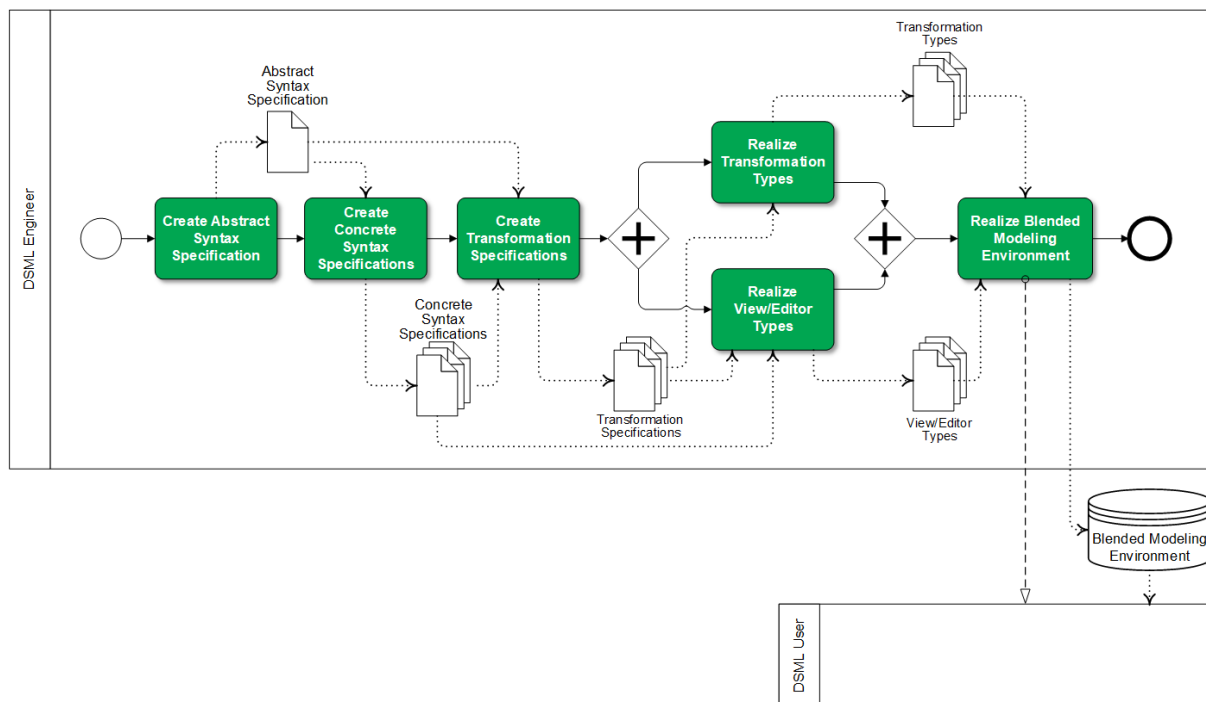 Transformation
Types
Abstract
Syntax
Specification
Realize
Transformation
Types
DSML Engineer
Create Abstract
Syntax
Specification
Create
Concrete
Syntax
Specifications
Create
Transformation
Specifications
Realize Blended
Modeling
Environment
Realize
View/Editor
Types
Concrete
Syntax
Specifications
Transformation
Specifications
View/Editor
Types
Blended Modeling
Environment
DSML User